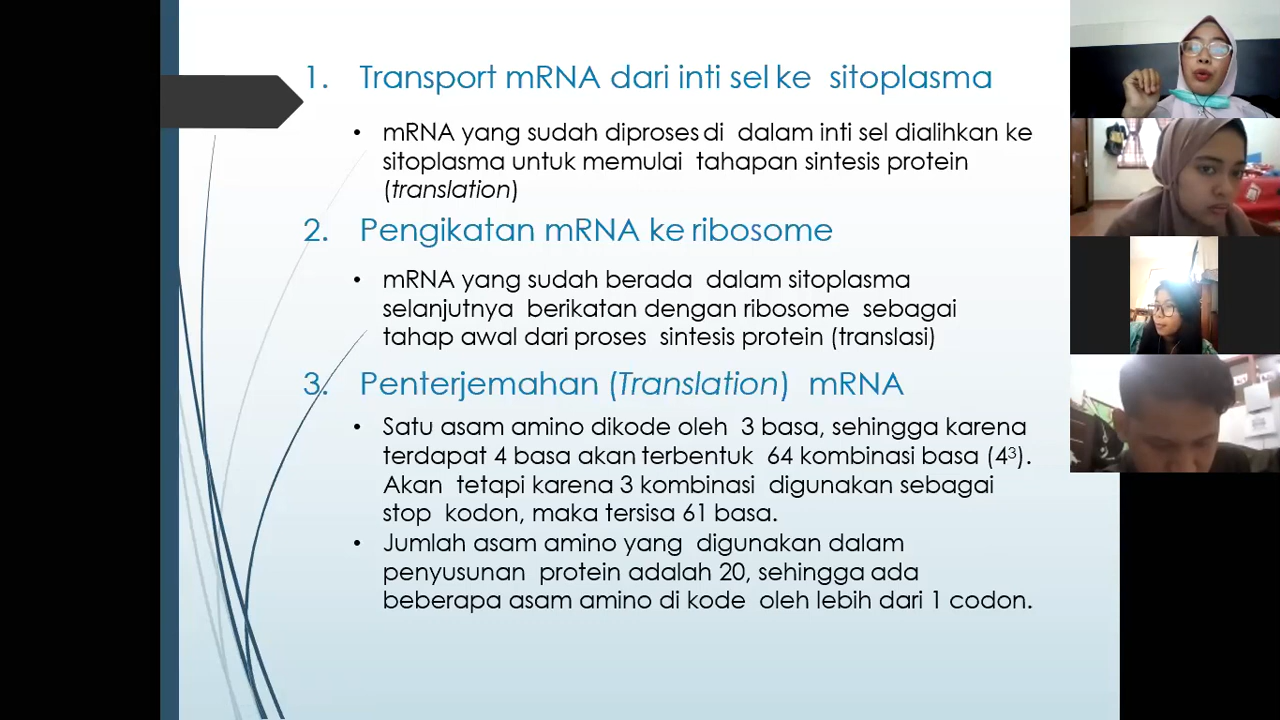 1. Transport mRNA dari inti sel ke sitoplasma
• mRNA yang sudah diproses di dalam inti sel dialihkan ke
sitoplasma untuk memulai tahapan sintesis protein
(translation)
2. Pengikatan mRNA ke ribosome
• mRNA yang sudah berada dalam sitoplasma
selanjutnya berikatan dengan ribosome sebagai
tahap awal dari proses sintesis protein (translasi)
3. Penterjemahan (Translation) mRNA
• Satu asam amino dikode oleh 3 basa, sehingga karena
terdapat 4 basa akan terbentuk 64 kombinasi basa (4³).
Akan tetapi karena 3 kombinasi digunakan sebagai
stop kodon, maka tersisa 61 basa.
• Jumlah asam amino yang digunakan dalam
penyusunan protein adalah 20, sehingga ada
beberapa asam amino di kode oleh lebih dari 1 codon.